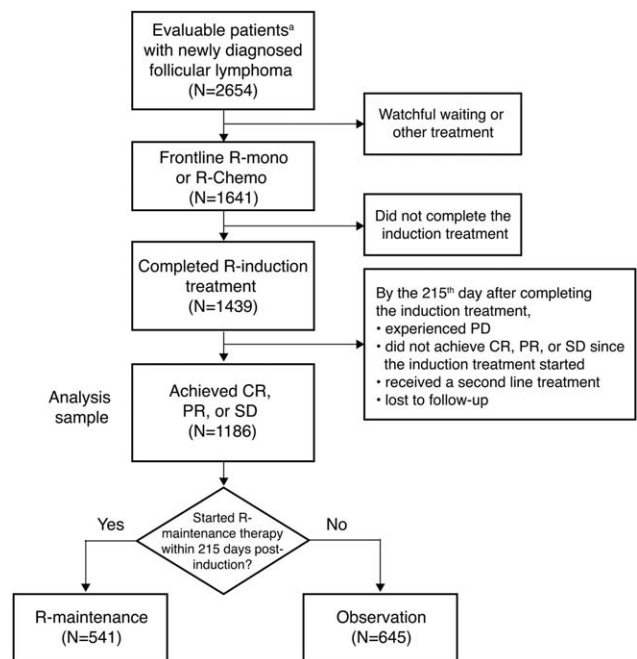 Evaluable patientsª
with newly diagnosed
follicular lymphoma
(N=2654)
Watchful waiting or
other treatment
Frontline R-mono
or R-Chemo
(N=1641)
Did not complete the
induction treatment
Completed R-induction
treatment
(N=1439)
By the 215th day after completing
the induction treatment,
• experienced PD
• did not achieve CR, PR, or SD since
the induction treatment started
• received a second line treatment
• lost to follow-up
Analysis
sample
Achieved CR,
PR, or SD
(N=1186)
Yes
Started R-
maintenance therapy
within 215 days post-
induction?
No
R-maintenance
(N=541)
Observation
(N=645)